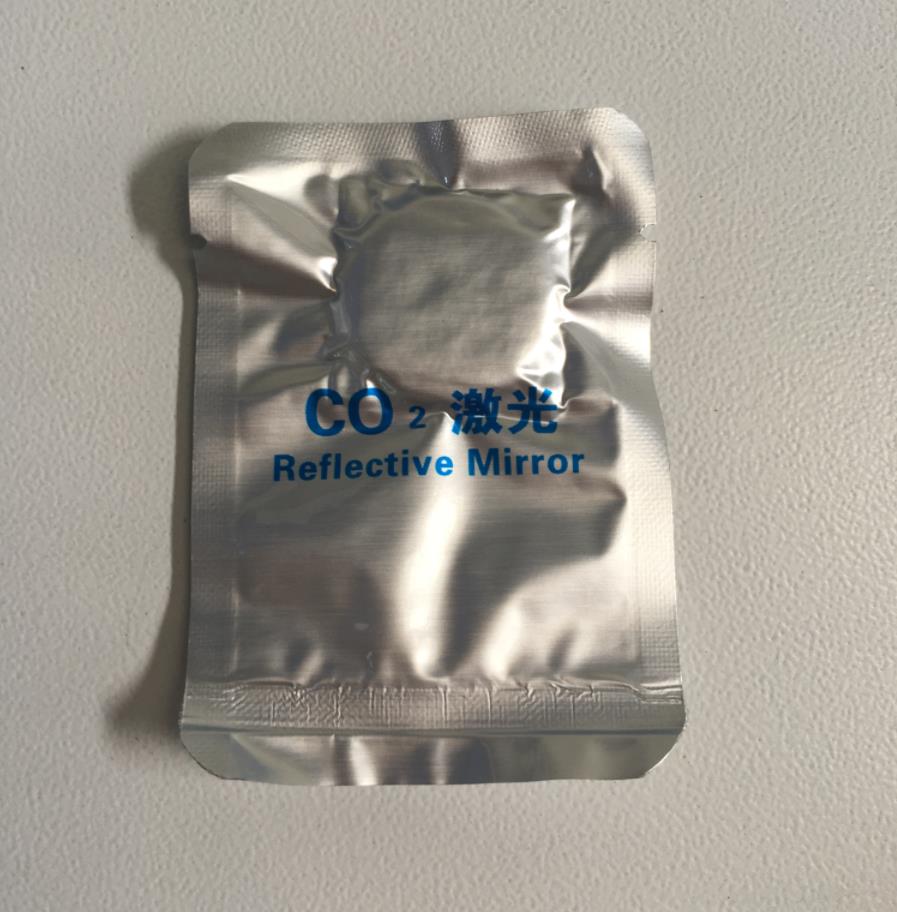 CO₂ 激光
Reflective Mirror